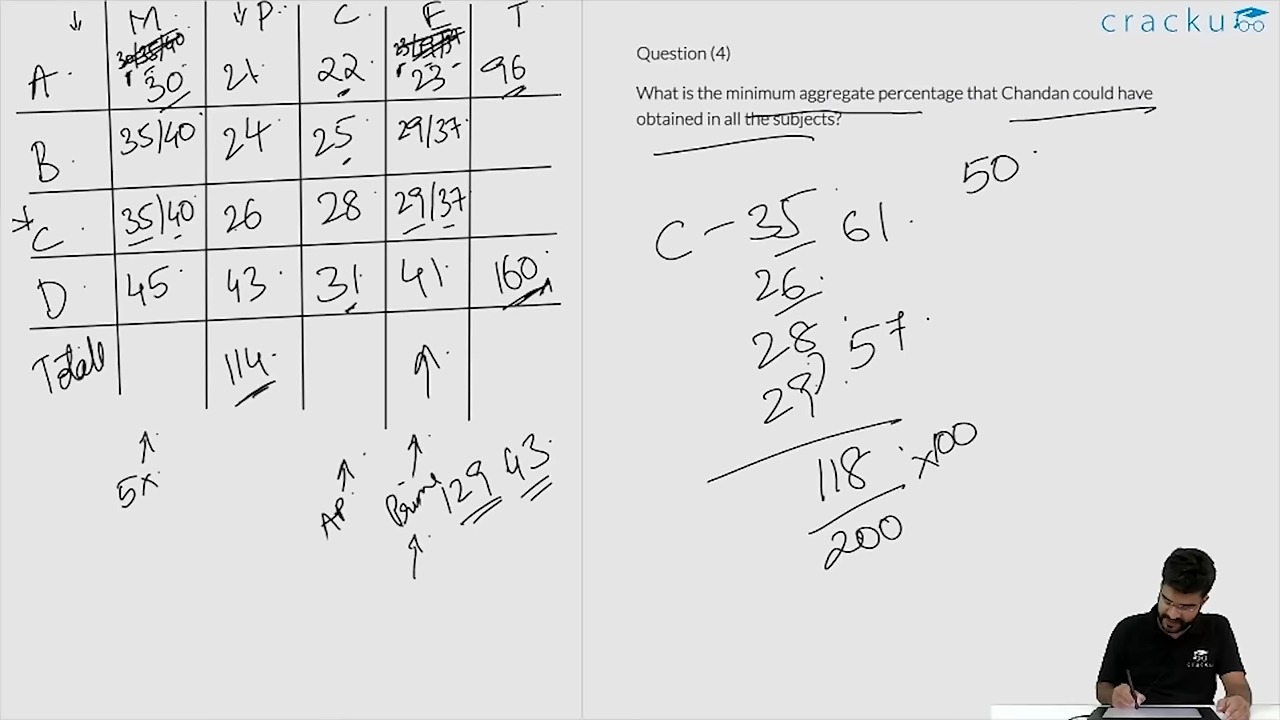 cracku
Question (4)
What is the minimum aggregate percentage that Chandan could have
obtained in all the subjects?
M P. C. E T
A. 30 21 22 23 96
B. 35/40 24 25 29/37
C. 35/40 26 28 29/37
D 45 43 31 41 160
Total 114
5x AP Prime 129 43
50
C - 35 61
26
28 57
29
118 x100
200
cracku